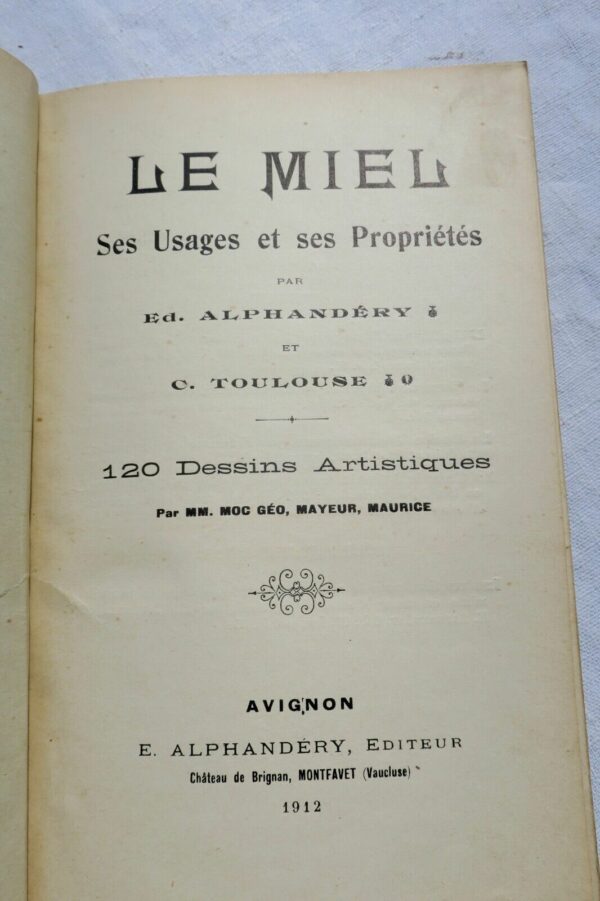 LE MIEL
Ses Usages et ses Propriétés
PAR
Ed. ALPHANDÉRY
ET
C. TOULOUSE
120 Dessins Artistiques
Par MM. MOC GÉO, MAYEUR, MAURICE
AVIGNON
E. ALPHANDÉRY, Editeur
Château de Brignan, MONTFAVET (Vaucluse)
1912